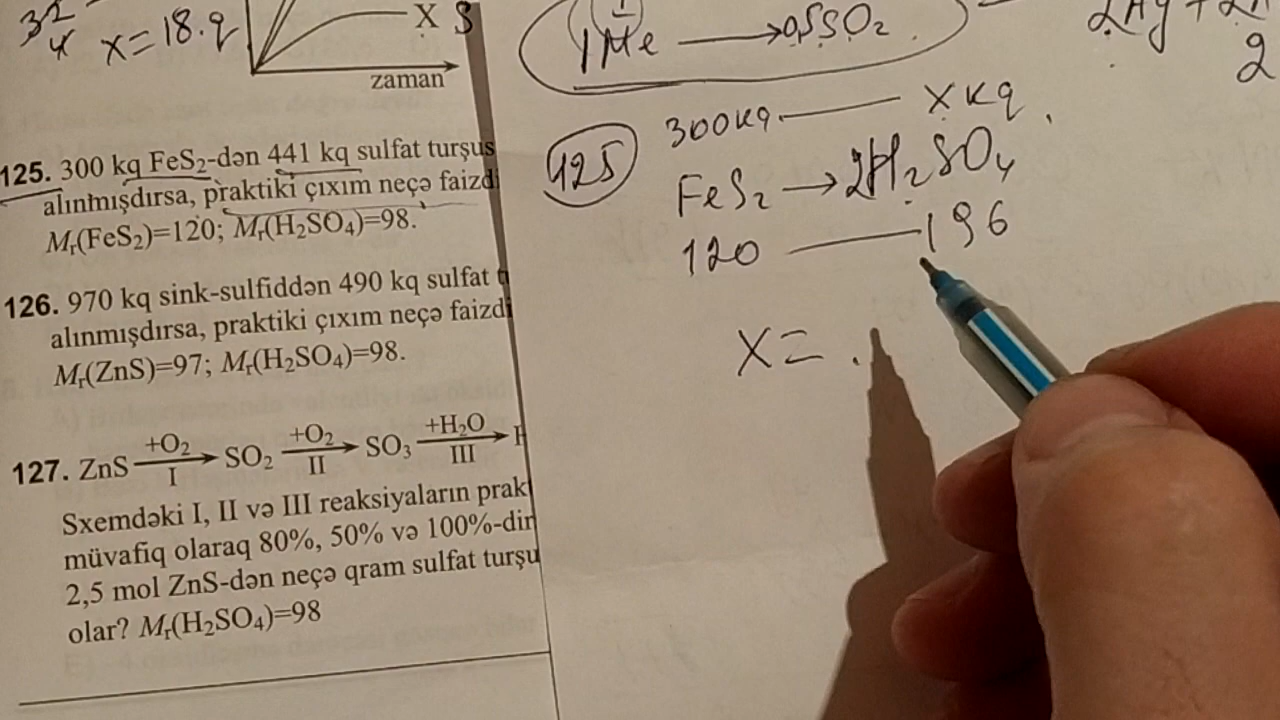 x=18.q
X
zaman
1Me → 0,5SO₂
125. 300 kq FeS₂-dən 441 kq sulfat turşus
alınmışdırsa, praktiki çıxım neçə faizd
Mᵣ(FeS₂)=120; Mᵣ(H₂SO₄)=98.
126. 970 kq sink-sulfiddən 490 kq sulfat t
alınmışdırsa, praktiki çıxım neçə faizdi
Mᵣ(ZnS)=97; Mᵣ(H₂SO₄)=98.
127. ZnS +O₂ → I SO₂ +O₂ → II SO₃ +H₂O → III
Sxemdəki I, II və III reaksiyaların prak
müvafiq olaraq 80%, 50% və 100%-dir
2,5 mol ZnS-dən neçə qram sulfat turşu
olar? Mᵣ(H₂SO₄)=98
125
300kq — X kq
FeS₂ → 2H₂SO₄
120 — 196
X= .